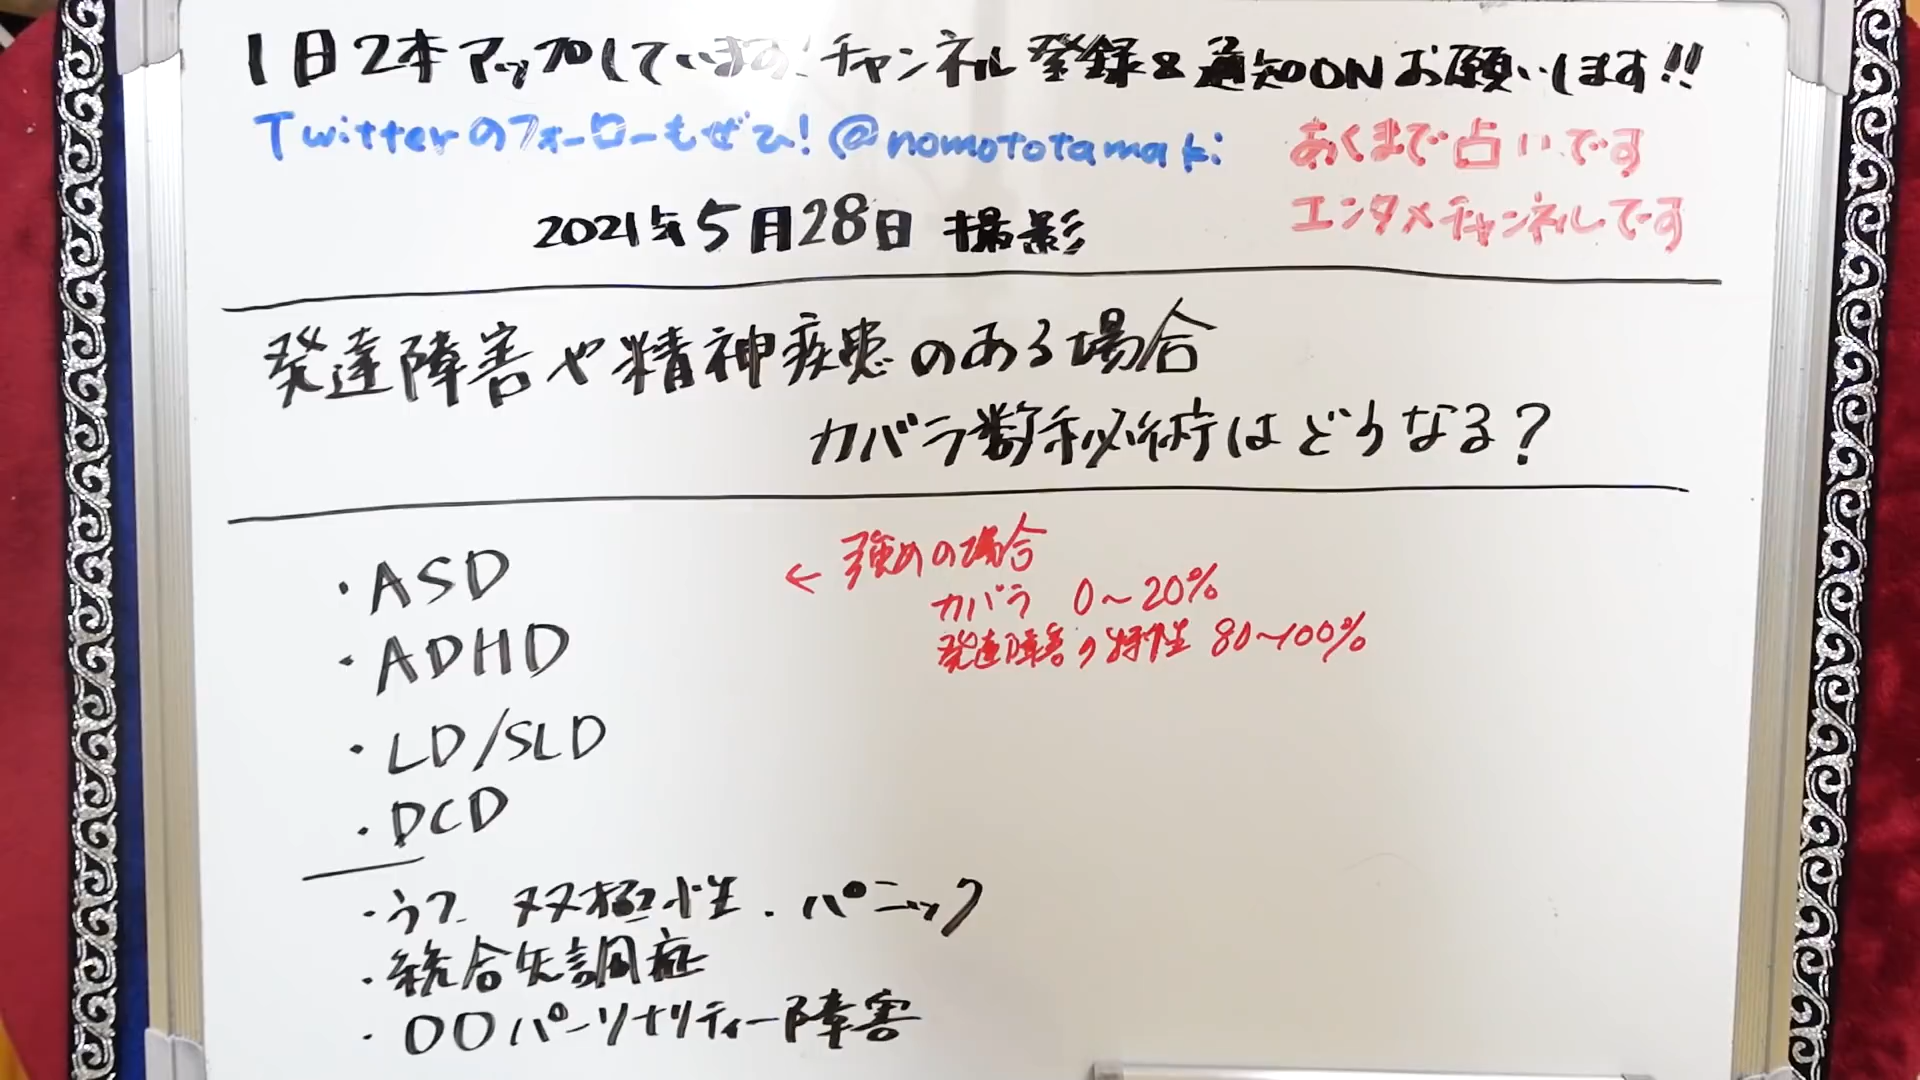 1日2本アップしています!チャンネル登録&通知ONお願いします!!
Twitterのフォローもぜひ!@nomototamaki
あくまで占いです
エンタメチャンネルです
2021年5月28日 撮影
発達障害や精神疾患のある場合
カバラ数秘術はどうなる?
・ASD
← 強めの場合
カバラ 0~20%
発達障害の特性 80~100%
・ADHD
・LD/SLD
・DCD
・うつ 双極性.パニック
・統合失調症
・〇〇パーソナリティー障害